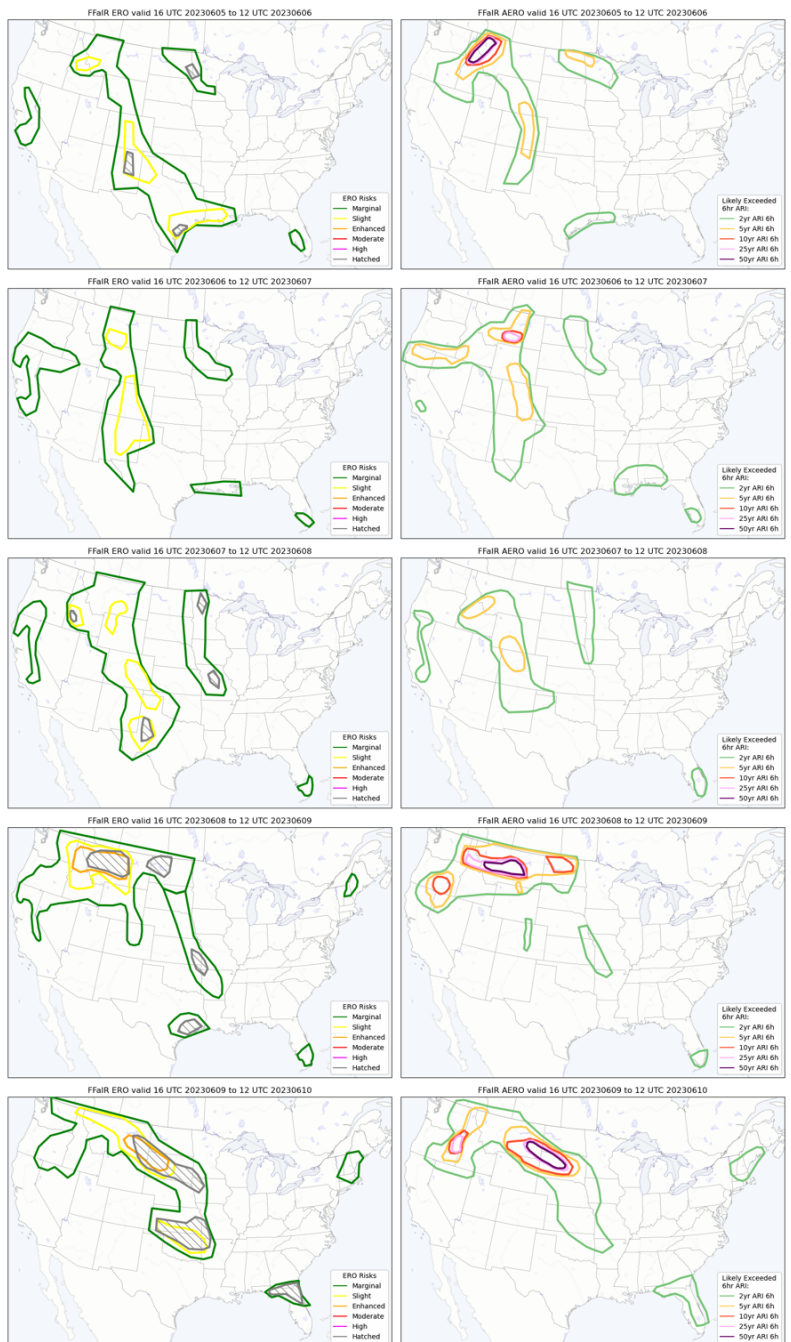 FFaIR ERO valid 16 UTC 20230605 to 12 UTC 20230606
ERO Risks
Marginal
Slight
Enhanced
Moderate
High
Hatched
FFaIR AERO valid 16 UTC 20230605 to 12 UTC 20230606
Likely Exceeded
6hr ARI:
2yr ARI 6h
5yr ARI 6h
10yr ARI 6h
25yr ARI 6h
50yr ARI 6h
FFaIR ERO valid 16 UTC 20230606 to 12 UTC 20230607
ERO Risks
Marginal
Slight
Enhanced
Moderate
High
Hatched
FFaIR AERO valid 16 UTC 20230606 to 12 UTC 20230607
Likely Exceeded
6hr ARI:
2yr ARI 6h
5yr ARI 6h
10yr ARI 6h
25yr ARI 6h
50yr ARI 6h
FFaIR ERO valid 16 UTC 20230607 to 12 UTC 20230608
ERO Risks
Marginal
Slight
Enhanced
Moderate
High
Hatched
FFaIR AERO valid 16 UTC 20230607 to 12 UTC 20230608
Likely Exceeded
6hr ARI:
2yr ARI 6h
5yr ARI 6h
10yr ARI 6h
25yr ARI 6h
50yr ARI 6h
FFaIR ERO valid 16 UTC 20230608 to 12 UTC 20230609
ERO Risks
Marginal
Slight
Enhanced
Moderate
High
Hatched
FFaIR AERO valid 16 UTC 20230608 to 12 UTC 20230609
Likely Exceeded
6hr ARI:
2yr ARI 6h
5yr ARI 6h
10yr ARI 6h
25yr ARI 6h
50yr ARI 6h
FFaIR ERO valid 16 UTC 20230609 to 12 UTC 20230610
ERO Risks
Marginal
Slight
Enhanced
Moderate
High
Hatched
FFaIR AERO valid 16 UTC 20230609 to 12 UTC 20230610
Likely Exceeded
6hr ARI:
2yr ARI 6h
5yr ARI 6h
10yr ARI 6h
25yr ARI 6h
50yr ARI 6h